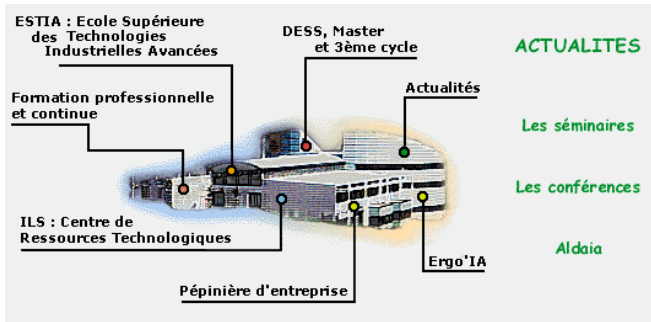 ESTIA : Ecole Supérieure
des Technologies
Industrielles Avancées
DESS, Master
et 3ème cycle
ACTUALITES
Formation professionnelle
et continue
Actualités
Les séminaires
Les conférences
ILS : Centre de
Ressources Technologiques
Aldaia
Ergo'IA
Pépinière d'entreprise